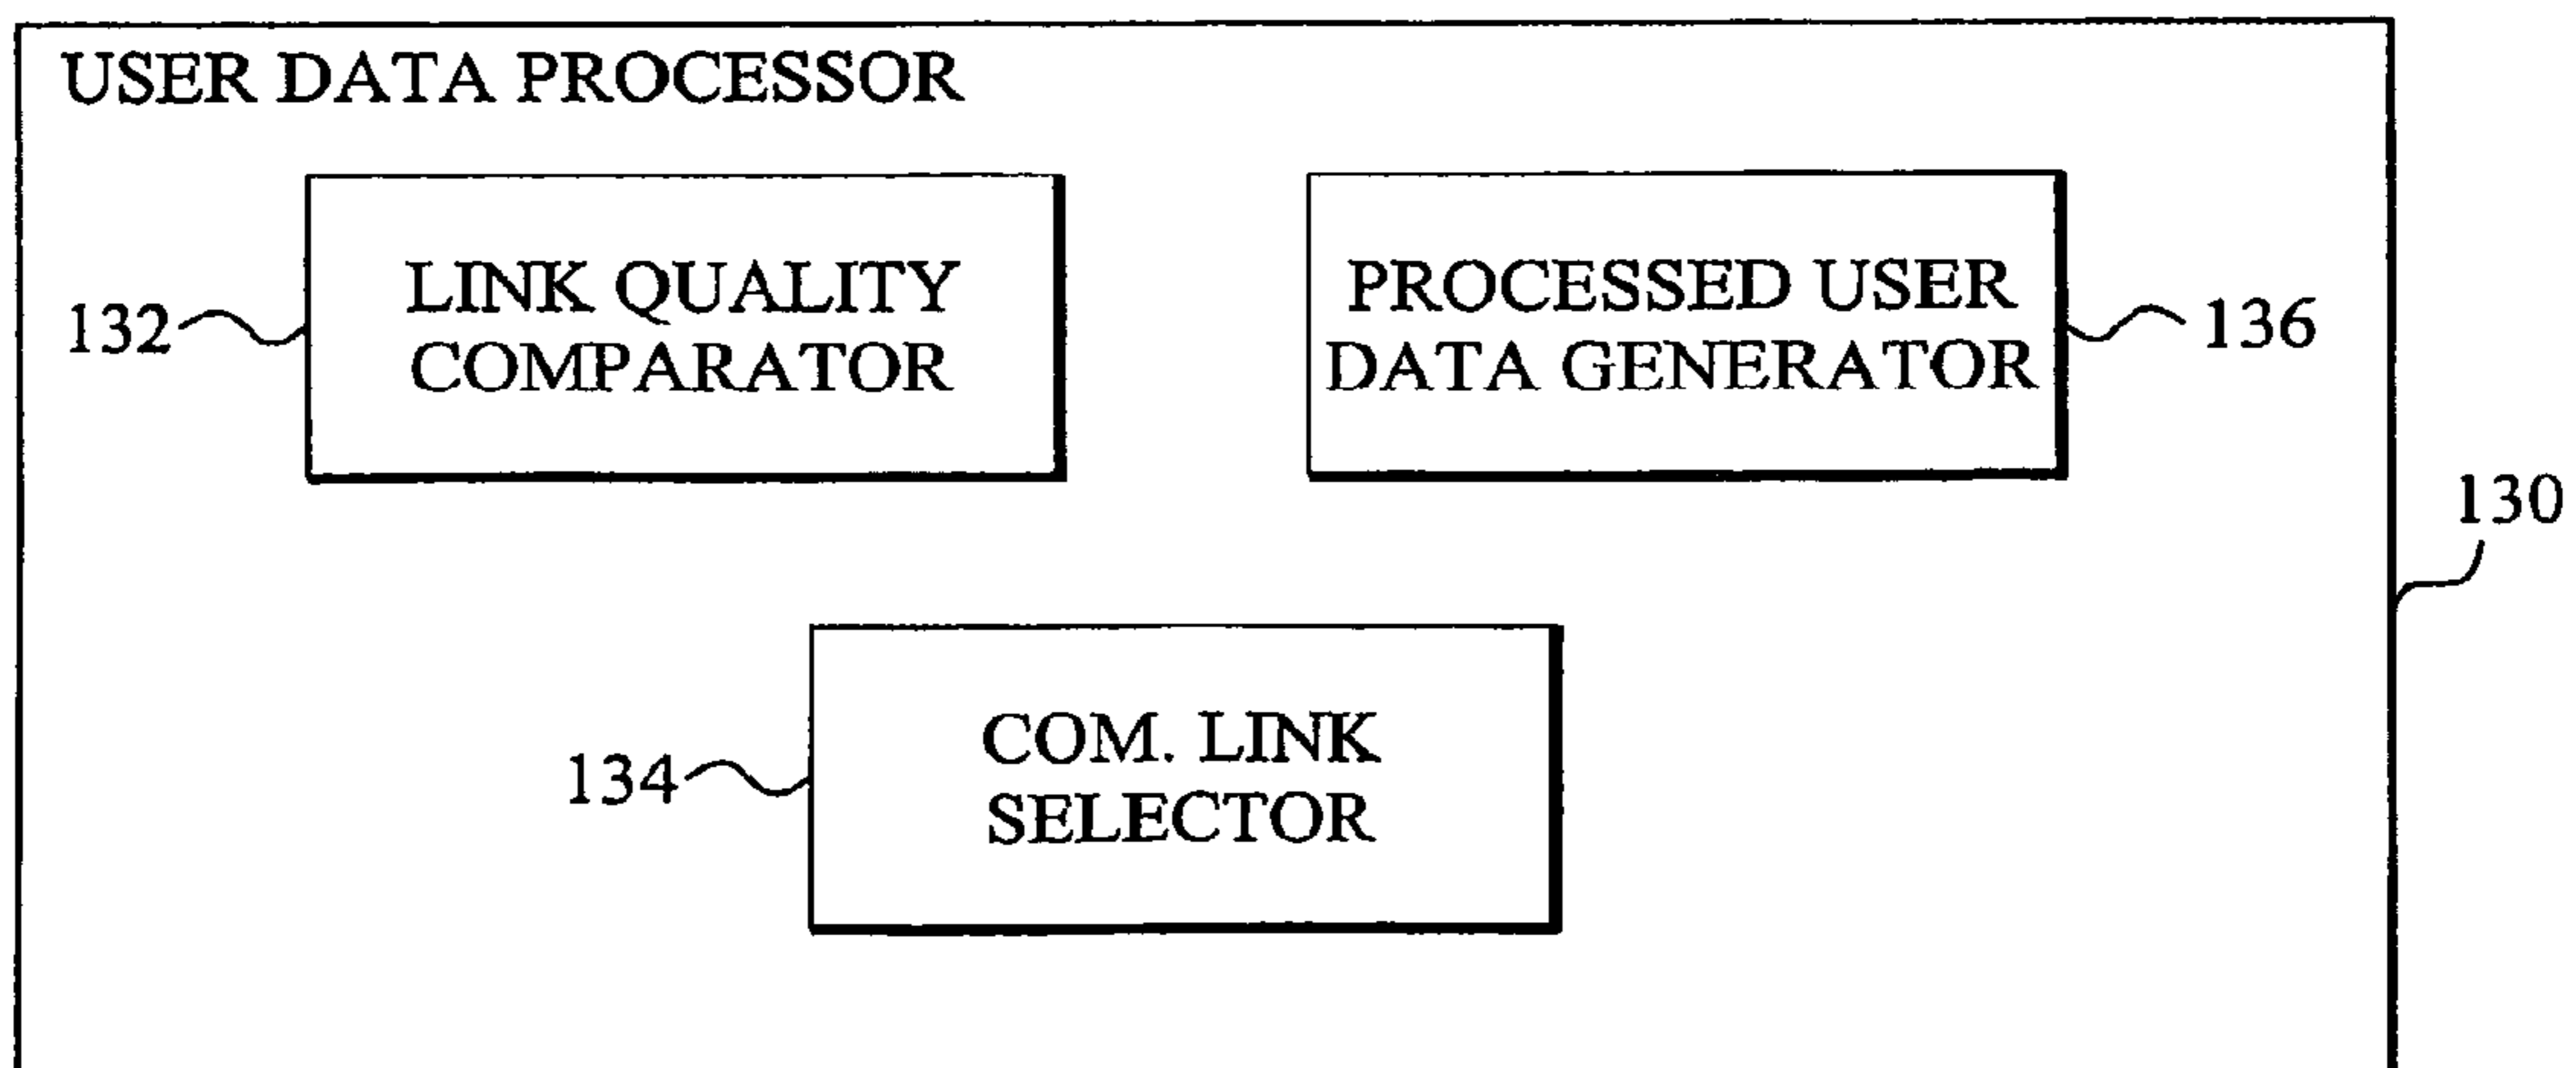 USER DATA PROCESSOR
LINK QUALITY
COMPARATOR
132
PROCESSED USER
DATA GENERATOR
136
130
COM. LINK
SELECTOR
134